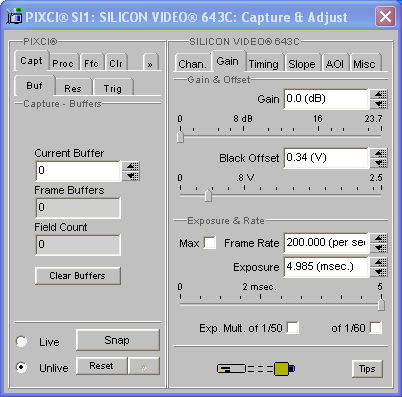 PIXCI® SI1: SILICON VIDEO® 643C: Capture & Adjust
PIXCI®
Capt Proc Ffc Clr »
Buf Res Trig
Capture - Buffers
Current Buffer
0
Frame Buffers
0
Field Count
0
Clear Buffers
Live
Snap
Unlive
Reset »
SILICON VIDEO® 643C
Chan. Gain Timing Slope AOI Misc
Gain & Offset
Gain 0.0 (dB)
0 8 dB 16 23.7
Black Offset 0.34 (V)
0 .8 V 2.5
Exposure & Rate
Max Frame Rate 200.000 (per sec
Exposure 4.985 (msec.)
0 2 msec. 5
Exp. Mult. of 1/50 of 1/60
Tips